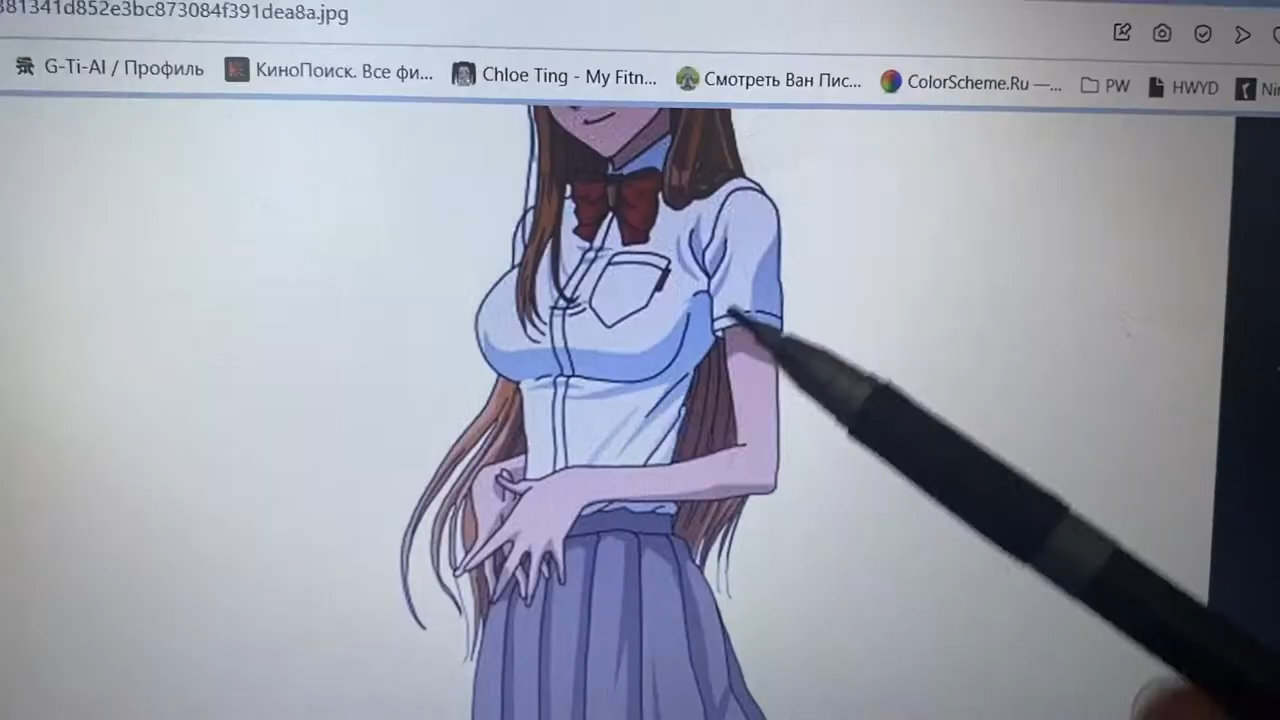 381341d852e3bc873084f391dea8a.jpg
G-Ti-AI / Профиль КиноПоиск. Все фи... Chloe Ting - My Fitn... Смотреть Ван Пис... ColorScheme.Ru —... PW HWYD